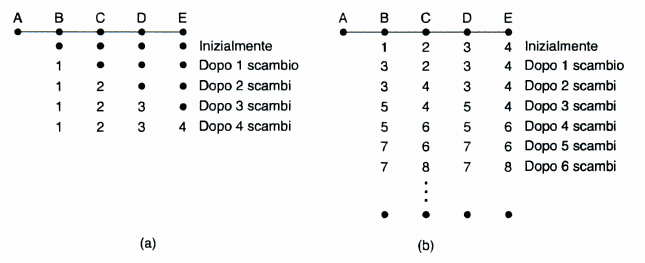 A B C D E
Inizialmente
1 Dopo 1 scambio
1 2 Dopo 2 scambi
1 2 3 Dopo 3 scambi
1 2 3 4 Dopo 4 scambi
(a)
A B C D E
1 2 3 4 Inizialmente
3 2 3 4 Dopo 1 scambio
3 4 3 4 Dopo 2 scambi
5 4 5 4 Dopo 3 scambi
5 6 5 6 Dopo 4 scambi
7 6 7 6 Dopo 5 scambi
7 8 7 8 Dopo 6 scambi
(b)